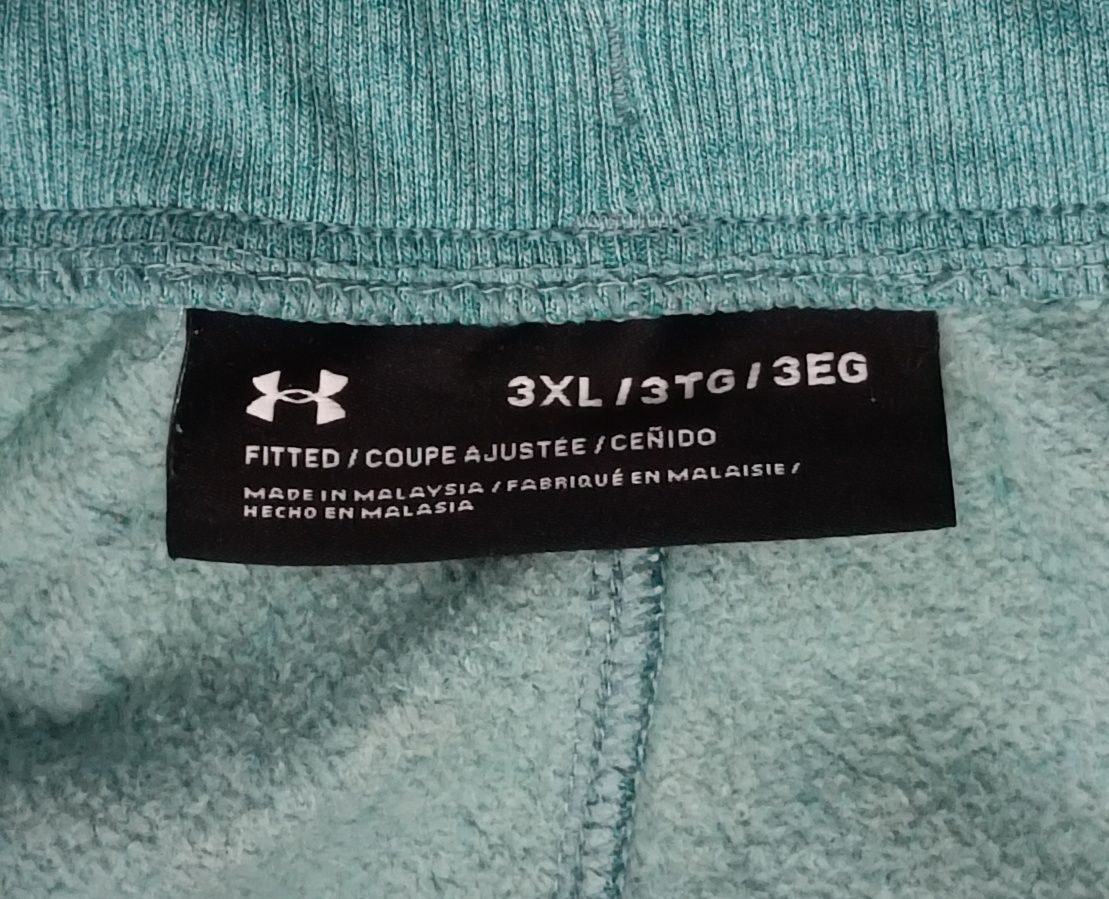 3XL / 3TG / 3EG
FITTED / COUPE AJUSTÉE / CEÑIDO
MADE IN MALAYSIA / FABRIQUÉ EN MALAISIE /
HECHO EN MALASIA